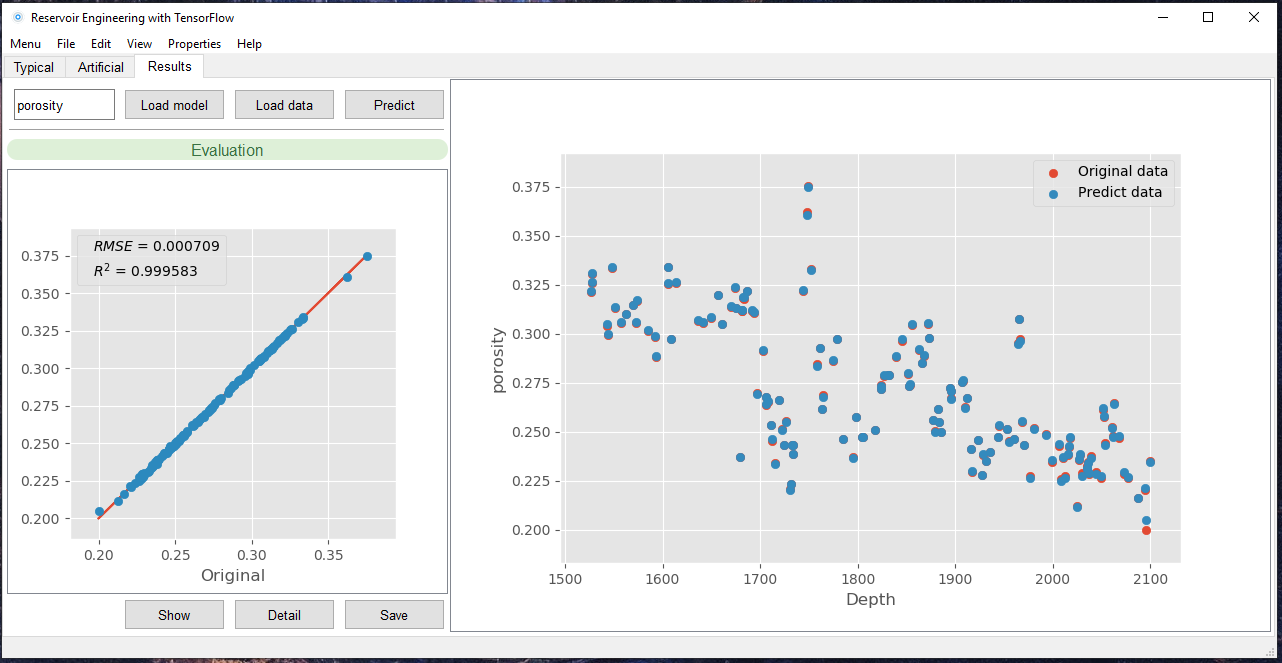 Reservoir Engineering with TensorFlow
Menu File Edit View Properties Help
Typical Artificial Results
porosity Load model Load data Predict
Evaluation
RMSE = 0.000709
R² = 0.999583
0.375
0.350
0.325
0.300
0.275
0.250
0.225
0.200
0.20 0.25 0.30 0.35
Original
Show Detail Save
Original data
Predict data
porosity
0.375
0.350
0.325
0.300
0.275
0.250
0.225
0.200
1500 1600 1700 1800 1900 2000 2100
Depth